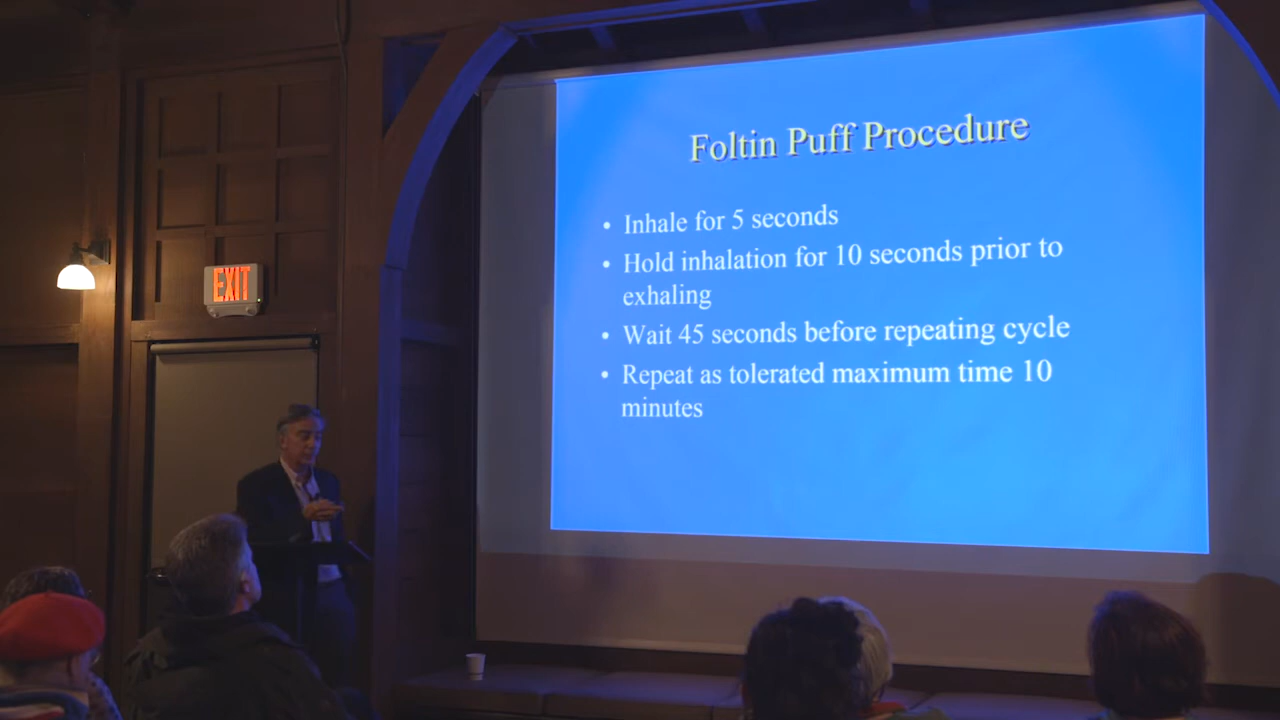 EXIT
Foltin Puff Procedure
• Inhale for 5 seconds
• Hold inhalation for 10 seconds prior to
exhaling
• Wait 45 seconds before repeating cycle
• Repeat as tolerated maximum time 10
minutes